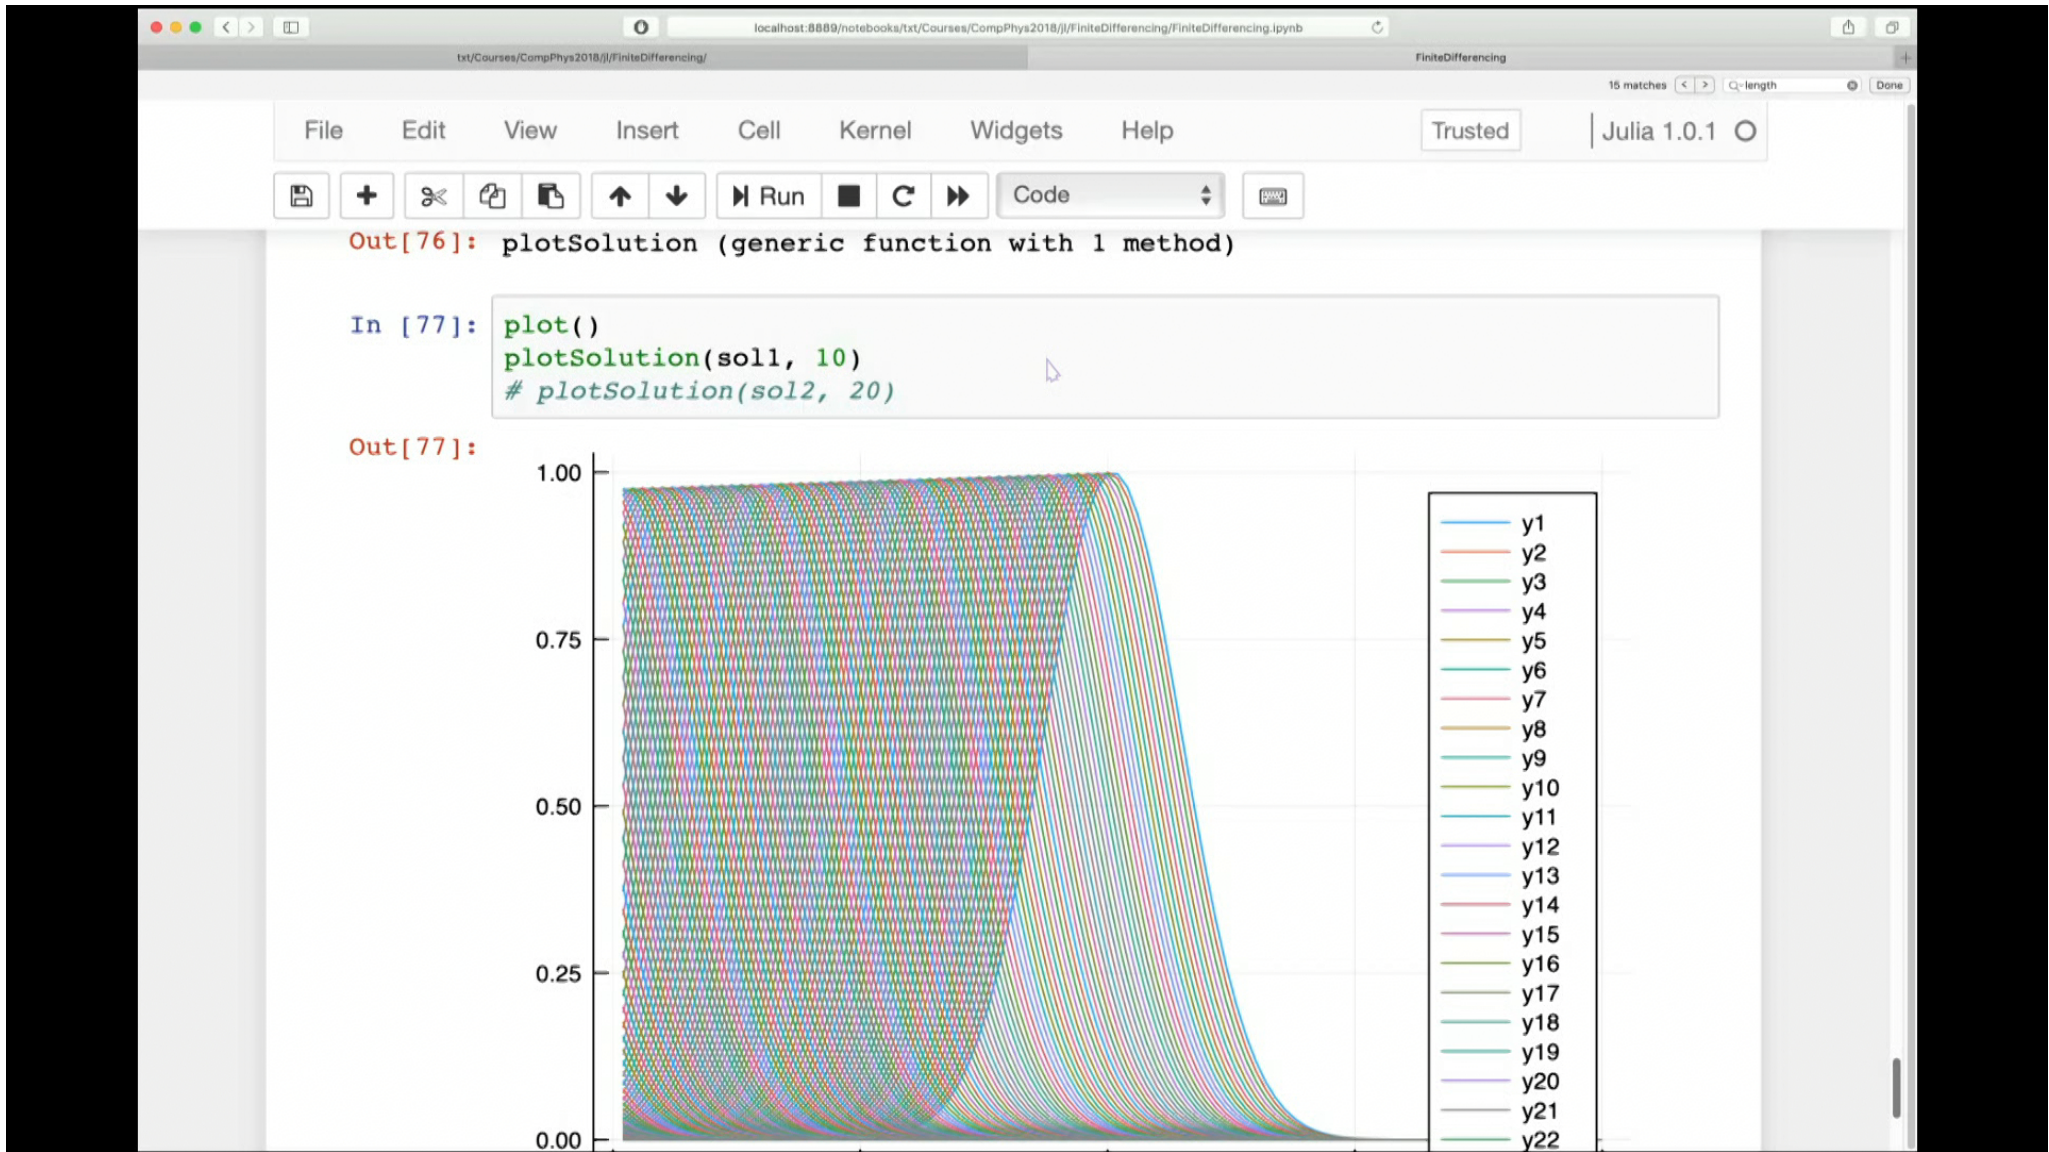 localhost:8889/notebooks/txt/Courses/CompPhys2018/jl/FiniteDifferencing/FiniteDifferencing.ipynb
txt/Courses/CompPhys2018/jl/FiniteDifferencing/
FiniteDifferencing
15 matches
length
Done
File Edit View Insert Cell Kernel Widgets Help
Trusted
Julia 1.0.1
Run
Code
Out[76]: plotSolution (generic function with 1 method)
In [77]: plot()
plotSolution(sol1, 10)
# plotSolution(sol2, 20)
Out[77]:
1.00
0.75
0.50
0.25
0.00
y1
y2
y3
y4
y5
y6
y7
y8
y9
y10
y11
y12
y13
y14
y15
y16
y17
y18
y19
y20
y21
y22